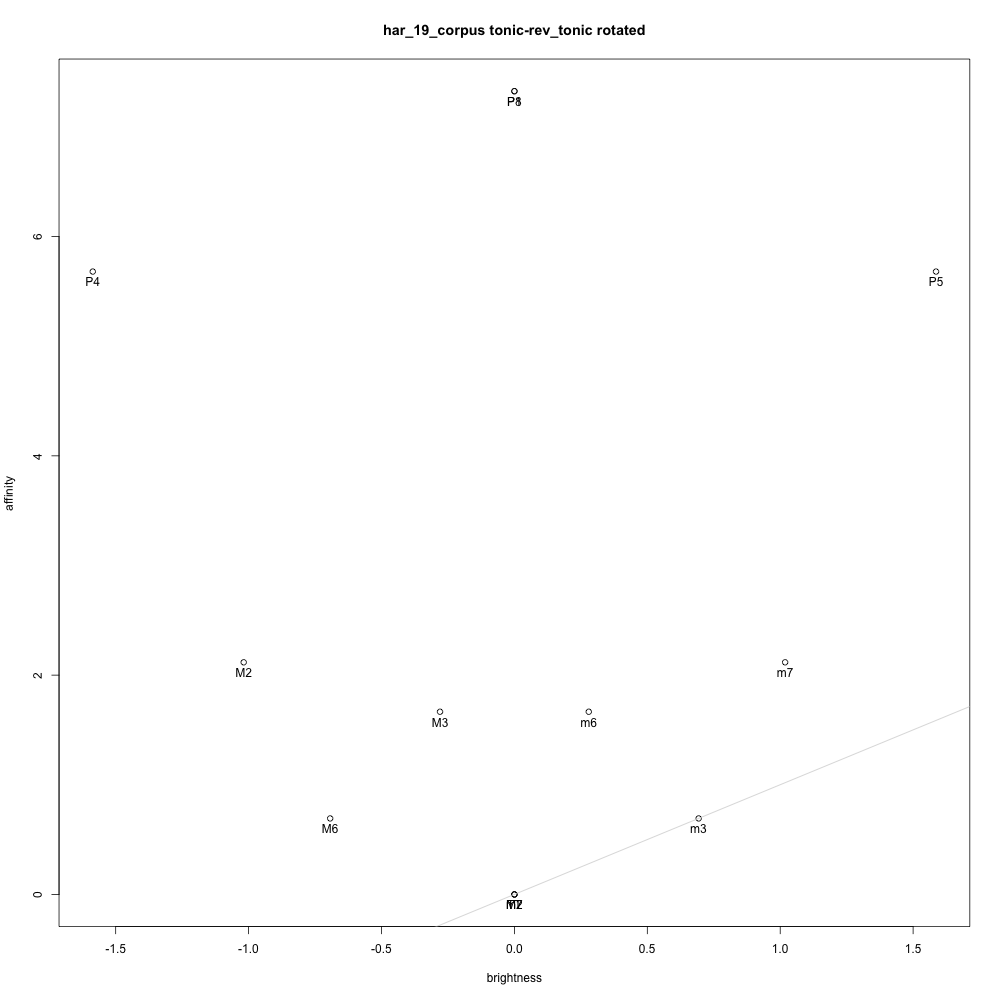 har_19_corpus tonic-rev_tonic rotated
6
P4
P5
4
affinity
2
M2
m7
M3
m6
M6
m3
0
-1.5 -1.0 -0.5 0.0 0.5 1.0 1.5
brightness